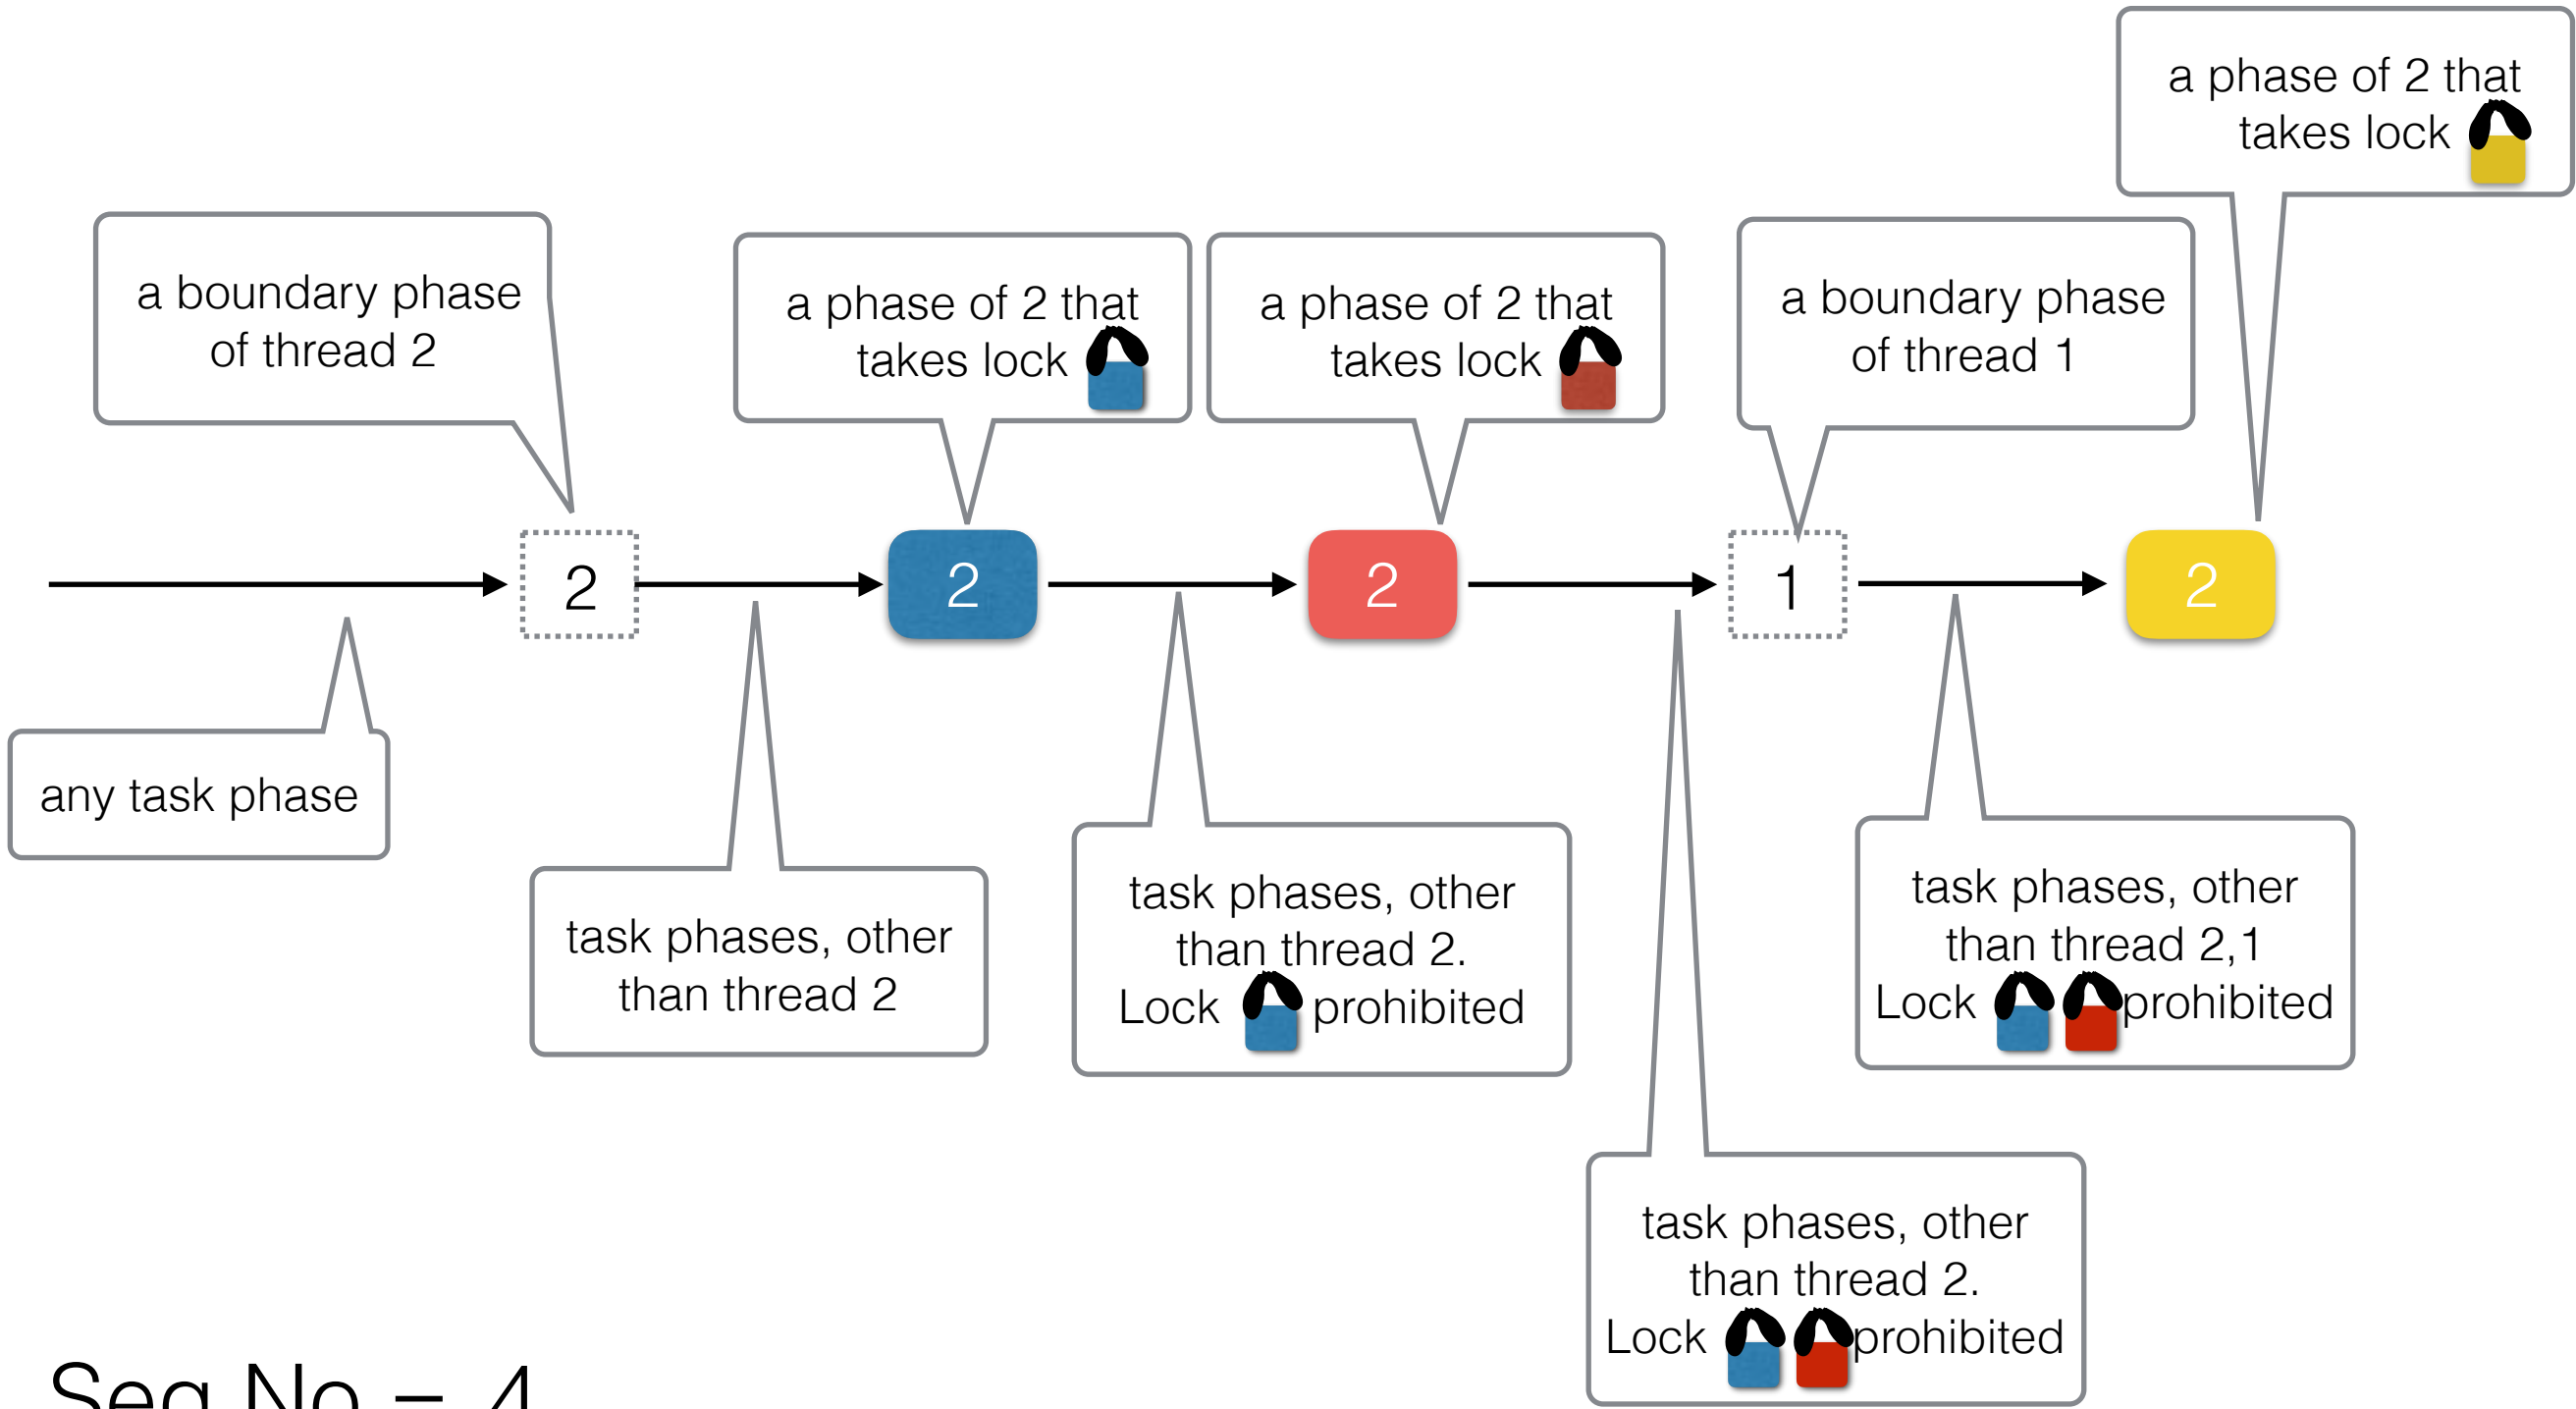 a phase of 2 that
takes lock
a boundary phase
of thread 2
a phase of 2 that
takes lock
a phase of 2 that
takes lock
a boundary phase
of thread 1
2
2
2
1
2
any task phase
task phases, other
than thread 2
task phases, other
than thread 2.
Lock prohibited
task phases, other
than thread 2,1
Lock prohibited
task phases, other
than thread 2.
Lock prohibited
Seq No = 4